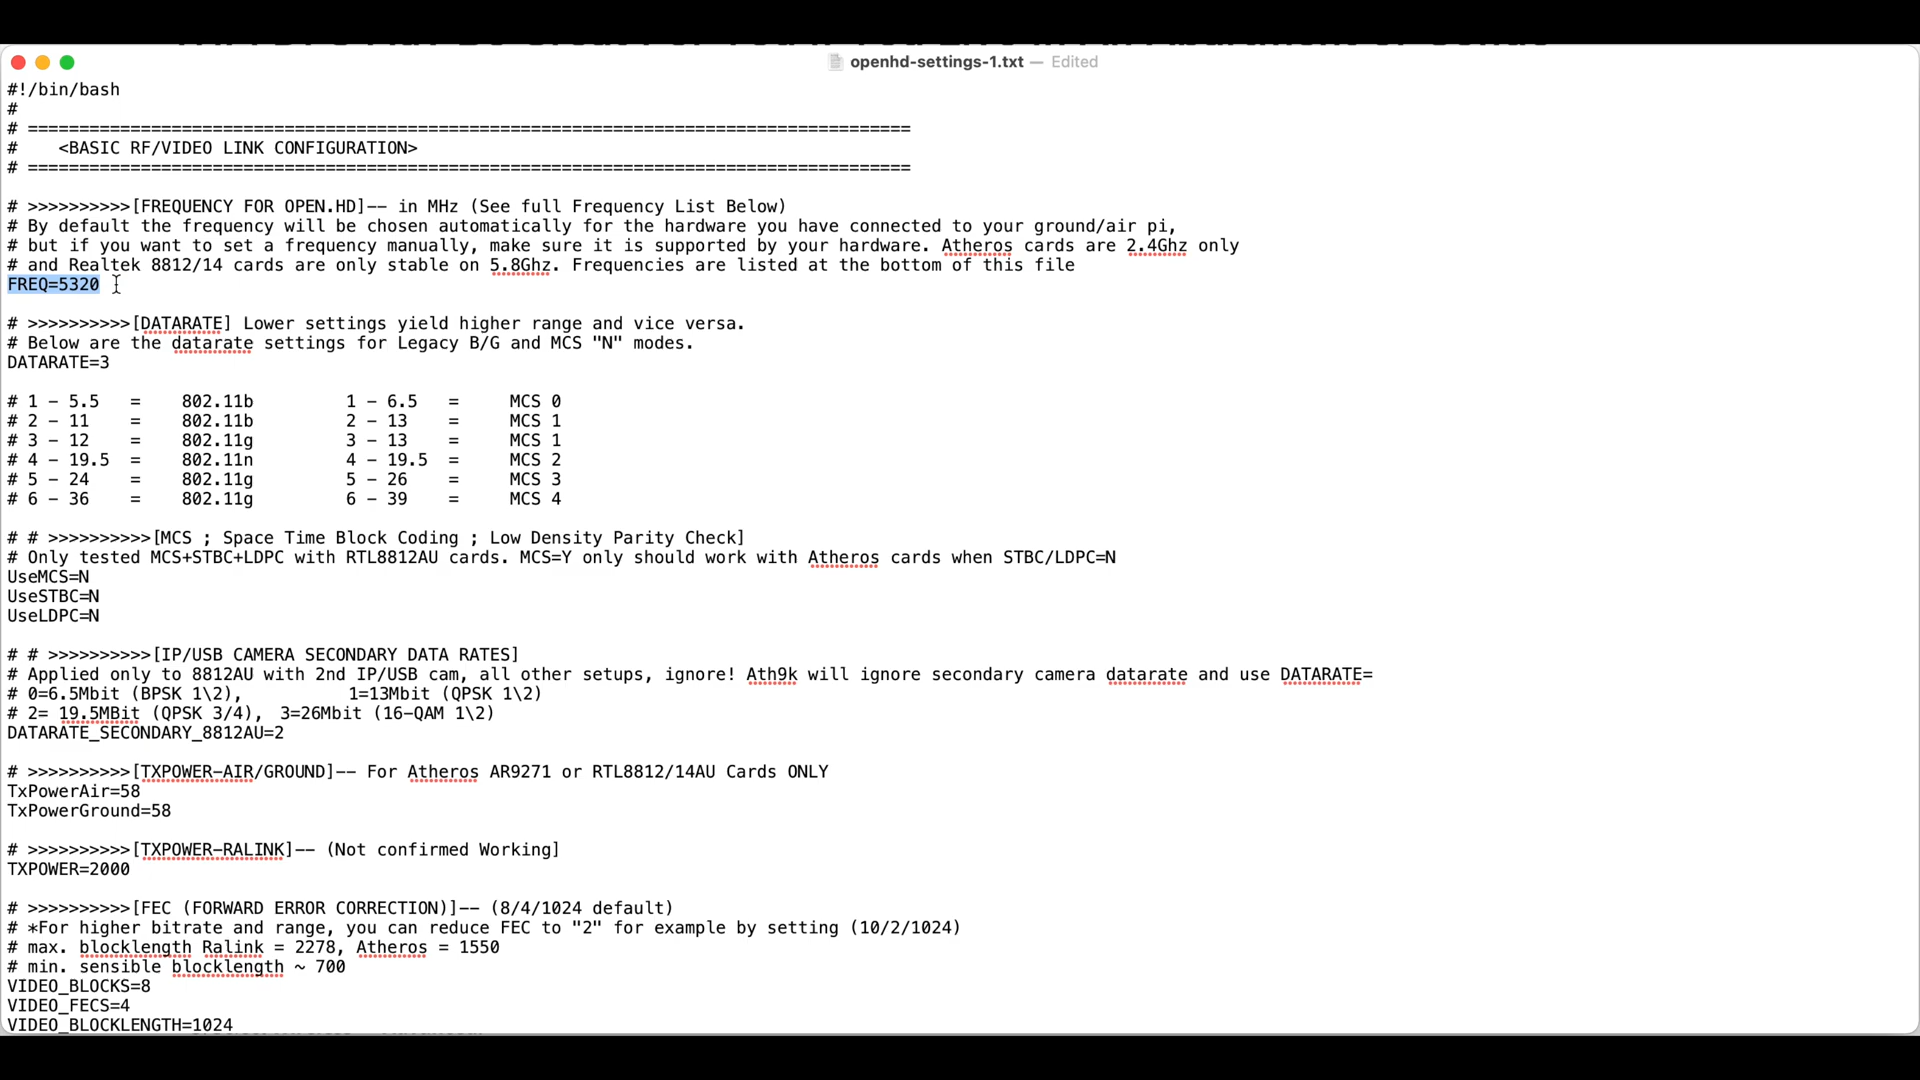 openhd-settings-1.txt — Edited
#!/bin/bash
#
# ======================================================================================
#    <BASIC RF/VIDEO LINK CONFIGURATION>
# ======================================================================================
# >>>>>>>>>>[FREQUENCY FOR OPEN.HD]-- in MHz (See full Frequency List Below)
# By default the frequency will be chosen automatically for the hardware you have connected to your ground/air pi,
# but if you want to set a frequency manually, make sure it is supported by your hardware. Atheros cards are 2.4Ghz only
# and Realtek 8812/14 cards are only stable on 5.8Ghz. Frequencies are listed at the bottom of this file
FREQ=5320
# >>>>>>>>>>[DATARATE] Lower settings yield higher range and vice versa.
# Below are the datarate settings for Legacy B/G and MCS "N" modes.
DATARATE=3
# 1 - 5.5   =    802.11b         1 - 6.5   =     MCS 0
# 2 - 11    =    802.11b         2 - 13    =     MCS 1
# 3 - 12    =    802.11g         3 - 13    =     MCS 1
# 4 - 19.5  =    802.11n         4 - 19.5  =     MCS 2
# 5 - 24    =    802.11g         5 - 26    =     MCS 3
# 6 - 36    =    802.11g         6 - 39    =     MCS 4
# # >>>>>>>>>>[MCS ; Space Time Block Coding ; Low Density Parity Check]
# Only tested MCS+STBC+LDPC with RTL8812AU cards. MCS=Y only should work with Atheros cards when STBC/LDPC=N
UseMCS=N
UseSTBC=N
UseLDPC=N
# # >>>>>>>>>>[IP/USB CAMERA SECONDARY DATA RATES]
# Applied only to 8812AU with 2nd IP/USB cam, all other setups, ignore! Ath9k will ignore secondary camera datarate and use DATARATE=
# 0=6.5Mbit (BPSK 1\2),          1=13Mbit (QPSK 1\2)
# 2= 19.5MBit (QPSK 3/4),  3=26Mbit (16-QAM 1\2)
DATARATE_SECONDARY_8812AU=2
# >>>>>>>>>>[TXPOWER-AIR/GROUND]-- For Atheros AR9271 or RTL8812/14AU Cards ONLY
TxPowerAir=58
TxPowerGround=58
# >>>>>>>>>>[TXPOWER-RALINK]-- (Not confirmed Working]
TXPOWER=2000
# >>>>>>>>>>[FEC (FORWARD ERROR CORRECTION)]-- (8/4/1024 default)
# *For higher bitrate and range, you can reduce FEC to "2" for example by setting (10/2/1024)
# max. blocklength Ralink = 2278, Atheros = 1550
# min. sensible blocklength ~ 700
VIDEO_BLOCKS=8
VIDEO_FECS=4
VIDEO_BLOCKLENGTH=1024